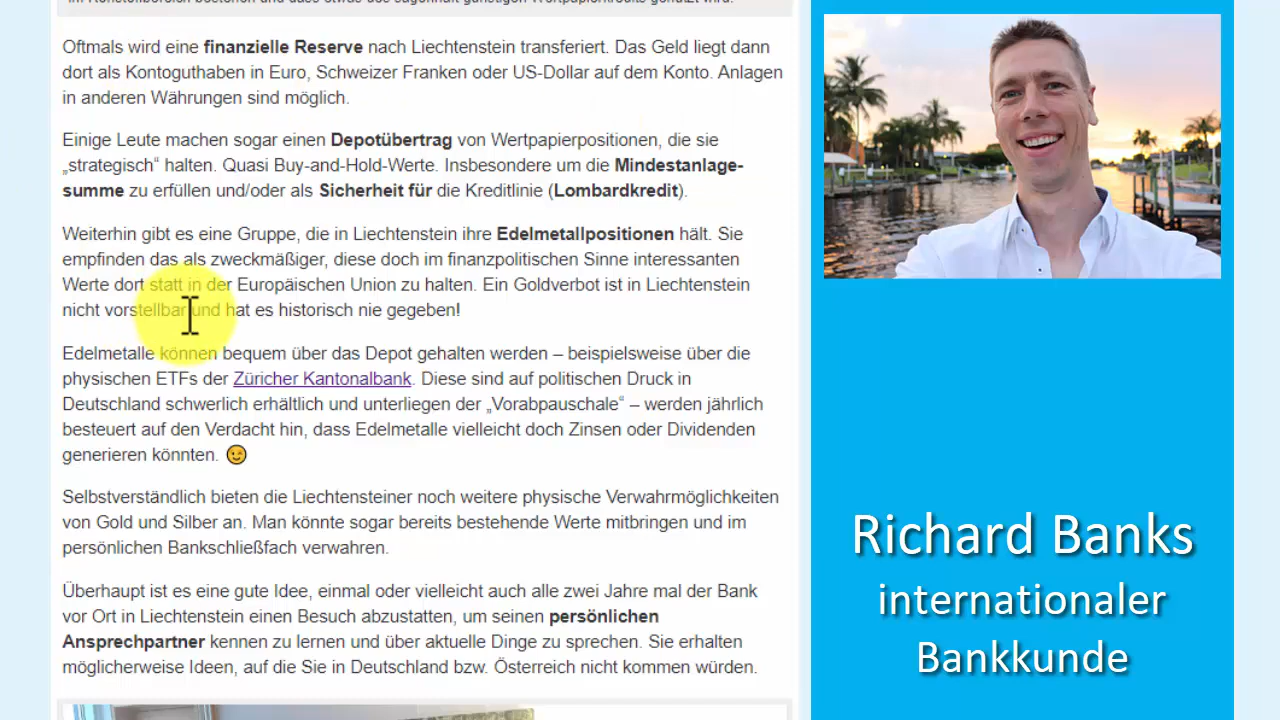 Oftmals wird eine finanzielle Reserve nach Liechtenstein transferiert. Das Geld liegt dann
dort als Kontoguthaben in Euro, Schweizer Franken oder US-Dollar auf dem Konto. Anlagen
in anderen Währungen sind möglich.
Einige Leute machen sogar einen Depotübertrag von Wertpapierpositionen, die sie
„strategisch“ halten. Quasi Buy-and-Hold-Werte. Insbesondere um die Mindestanlage-
summe zu erfüllen und/oder als Sicherheit für die Kreditlinie (Lombardkredit).
Weiterhin gibt es eine Gruppe, die in Liechtenstein ihre Edelmetallpositionen hält. Sie
empfinden das als zweckmäßiger, diese doch im finanzpolitischen Sinne interessanten
Werte dort statt in der Europäischen Union zu halten. Ein Goldverbot ist in Liechtenstein
nicht vorstellbar und hat es historisch nie gegeben!
Edelmetalle können bequem über das Depot gehalten werden – beispielsweise über die
physischen ETFs der Züricher Kantonalbank. Diese sind auf politischen Druck in
Deutschland schwerlich erhältlich und unterliegen der „Vorabpauschale“ – werden jährlich
besteuert auf den Verdacht hin, dass Edelmetalle vielleicht doch Zinsen oder Dividenden
generieren könnten. 😉
Selbstverständlich bieten die Liechtensteiner noch weitere physische Verwahrmöglichkeiten
von Gold und Silber an. Man könnte sogar bereits bestehende Werte mitbringen und im
persönlichen Bankschließfach verwahren.
Überhaupt ist es eine gute Idee, einmal oder vielleicht auch alle zwei Jahre mal der Bank
vor Ort in Liechtenstein einen Besuch abzustatten, um seinen persönlichen
Ansprechpartner kennen zu lernen und über aktuelle Dinge zu sprechen. Sie erhalten
möglicherweise Ideen, auf die Sie in Deutschland bzw. Österreich nicht kommen würden.
Richard Banks
internationaler
Bankkunde